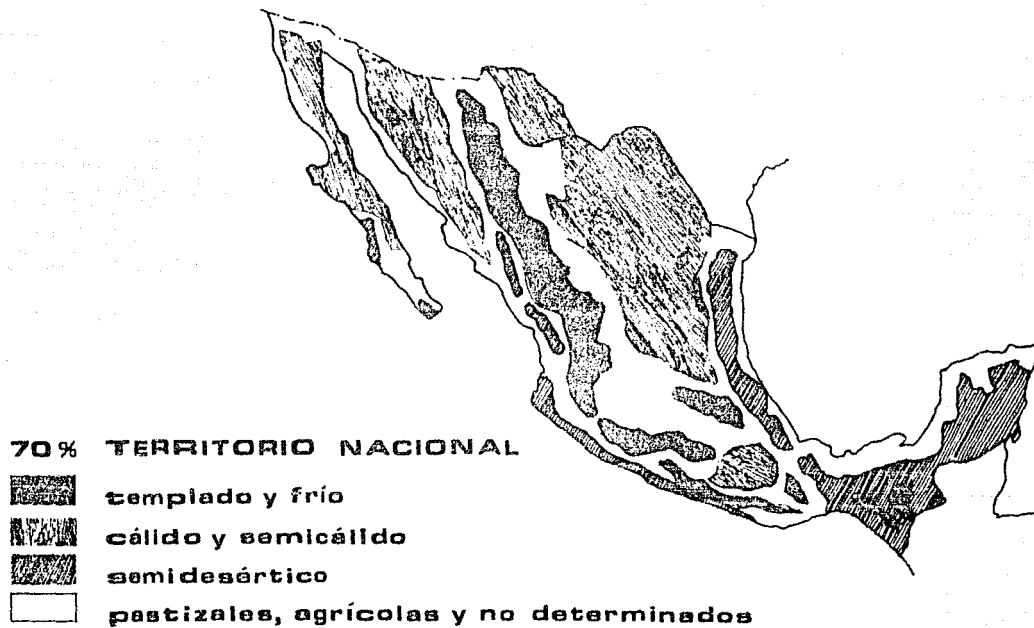 70% TERRITORIO NACIONAL
templado y frío
cálido y semicálido
semidesértico
pastizales, agrícolas y no determinados